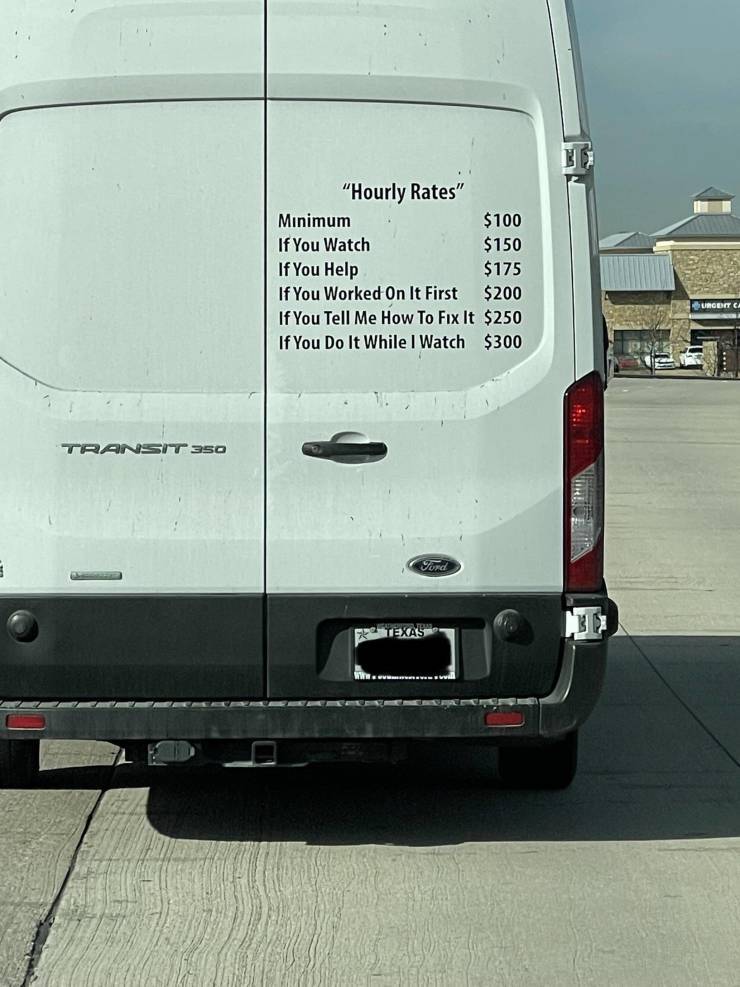 “Hourly Rates”
Minimum $100
If You Watch $150
If You Help $175
If You Worked On It First $200
If You Tell Me How To Fix It $250
If You Do It While I Watch $300
TRANSIT 350
Ford
TEXAS
URGENT